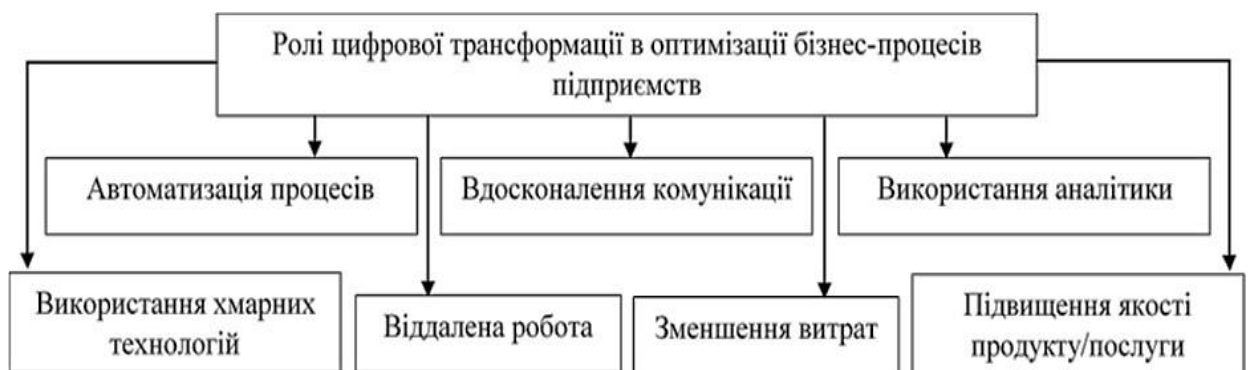 Ролі цифрової трансформації в оптимізації бізнес-процесів
підприємств
Автоматизація процесів
Вдосконалення комунікації
Використання аналітики
Використання хмарних
технологій
Віддалена робота
Зменшення витрат
Підвищення якості
продукту/послуги